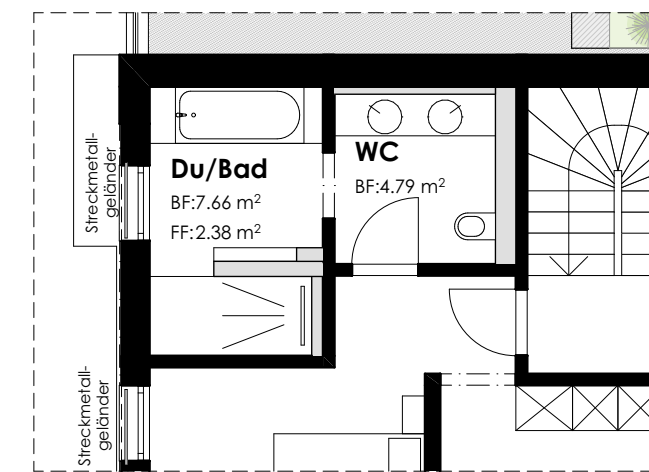 Streckmetall-
geländer
Du/Bad
BF:7.66 m²
FF:2.38 m²
WC
BF:4.79 m²
Streckmetall-
geländer